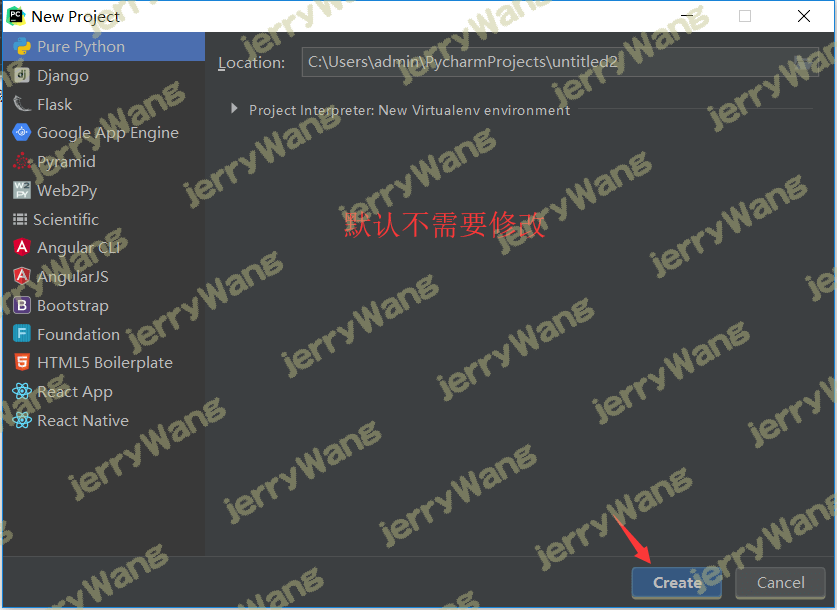 New Project
Pure Python
Django
Flask
Google App Engine
Pyramid
Web2Py
Scientific
Angular CLI
AngularJS
Bootstrap
Foundation
HTML5 Boilerplate
React App
React Native
Location: C:\Users\admin\PycharmProjects\untitled2
Project Interpreter: New Virtualenv environment
默认不需要修改
Create
Cancel
jerryWang